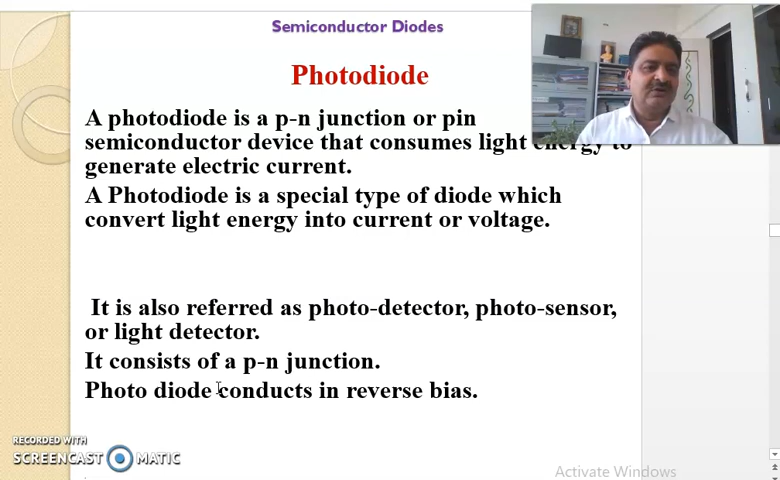 Semiconductor Diodes
Photodiode
A photodiode is a p-n junction or pin
semiconductor device that consumes light energy to
generate electric current.
A Photodiode is a special type of diode which
convert light energy into current or voltage.
It is also referred as photo-detector, photo-sensor,
or light detector.
It consists of a p-n junction.
Photo diode conducts in reverse bias.
RECORDED WITH
SCREENCAST MATIC
Activate Windows